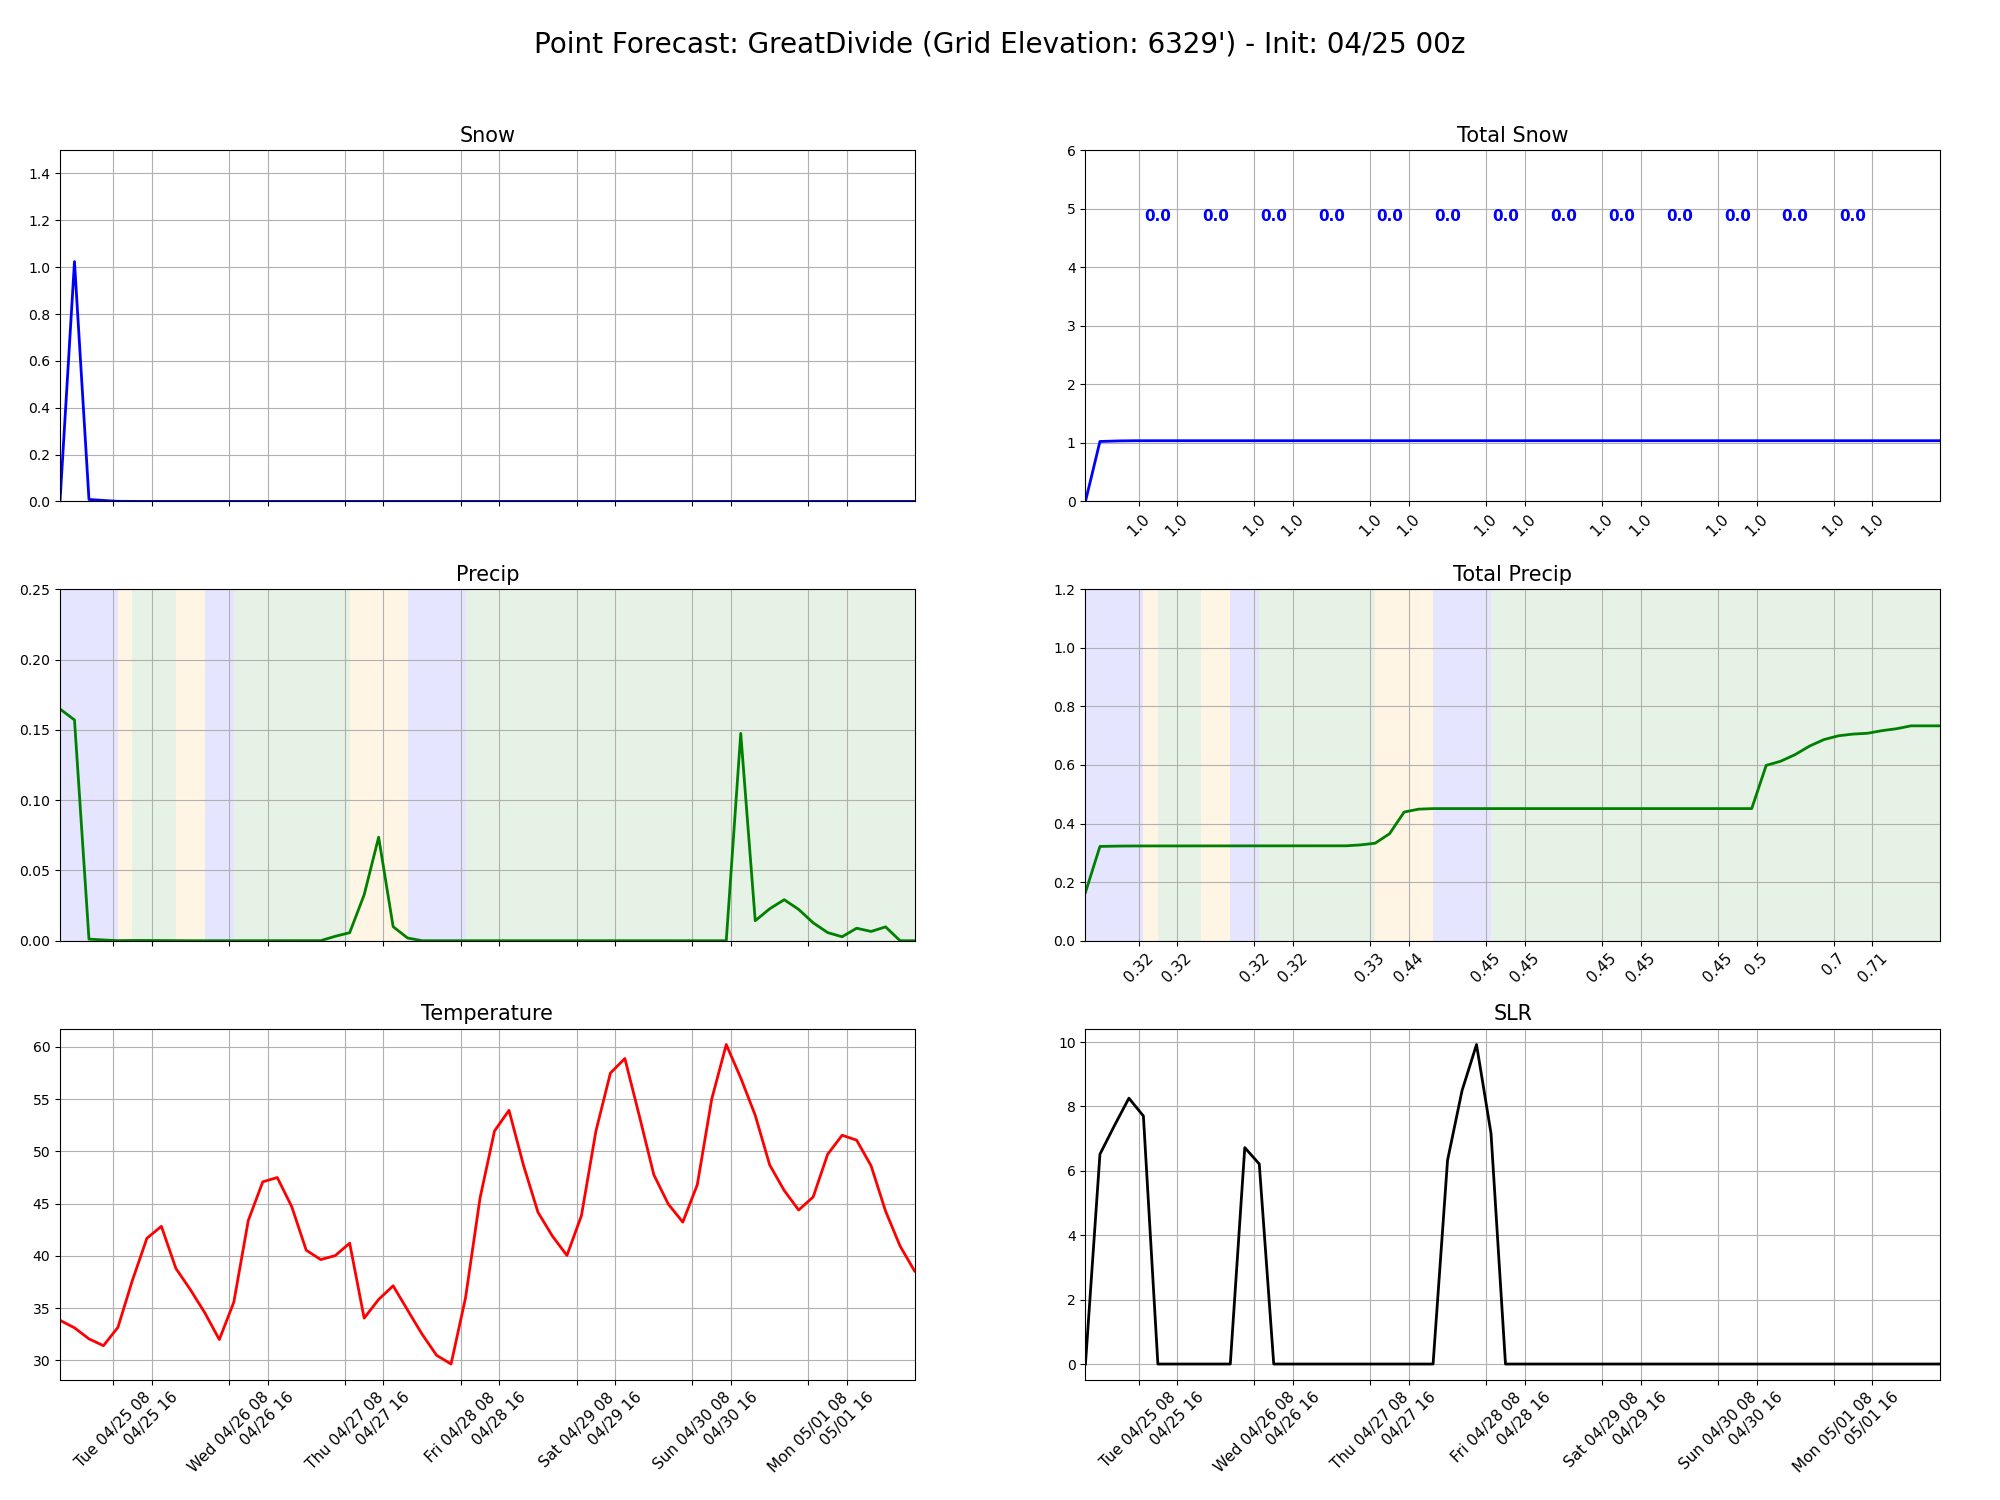 Point Forecast: GreatDivide (Grid Elevation: 6329') - Init: 04/25 00z
Snow
1.4
1.2
1.0
0.8
0.6
0.4
0.2
0.0
Total Snow
6
5
4
3
2
1
0
0.0 0.0 0.0 0.0 0.0 0.0 0.0 0.0 0.0 0.0 0.0 0.0 0.0
1.0 1.0 1.0 1.0 1.0 1.0 1.0 1.0 1.0 1.0 1.0 1.0 1.0 1.0
Precip
0.25
0.20
0.15
0.10
0.05
0.00
Total Precip
1.2
1.0
0.8
0.6
0.4
0.2
0.0
0.32 0.32 0.32 0.32 0.33 0.44 0.45 0.45 0.45 0.45 0.45 0.5 0.7 0.71
Temperature
60
55
50
45
40
35
30
Tue 04/25 08
04/25 16
Wed 04/26 08
04/26 16
Thu 04/27 08
04/27 16
Fri 04/28 08
04/28 16
Sat 04/29 08
04/29 16
Sun 04/30 08
04/30 16
Mon 05/01 08
05/01 16
SLR
10
8
6
4
2
0
Tue 04/25 08
04/25 16
Wed 04/26 08
04/26 16
Thu 04/27 08
04/27 16
Fri 04/28 08
04/28 16
Sat 04/29 08
04/29 16
Sun 04/30 08
04/30 16
Mon 05/01 08
05/01 16